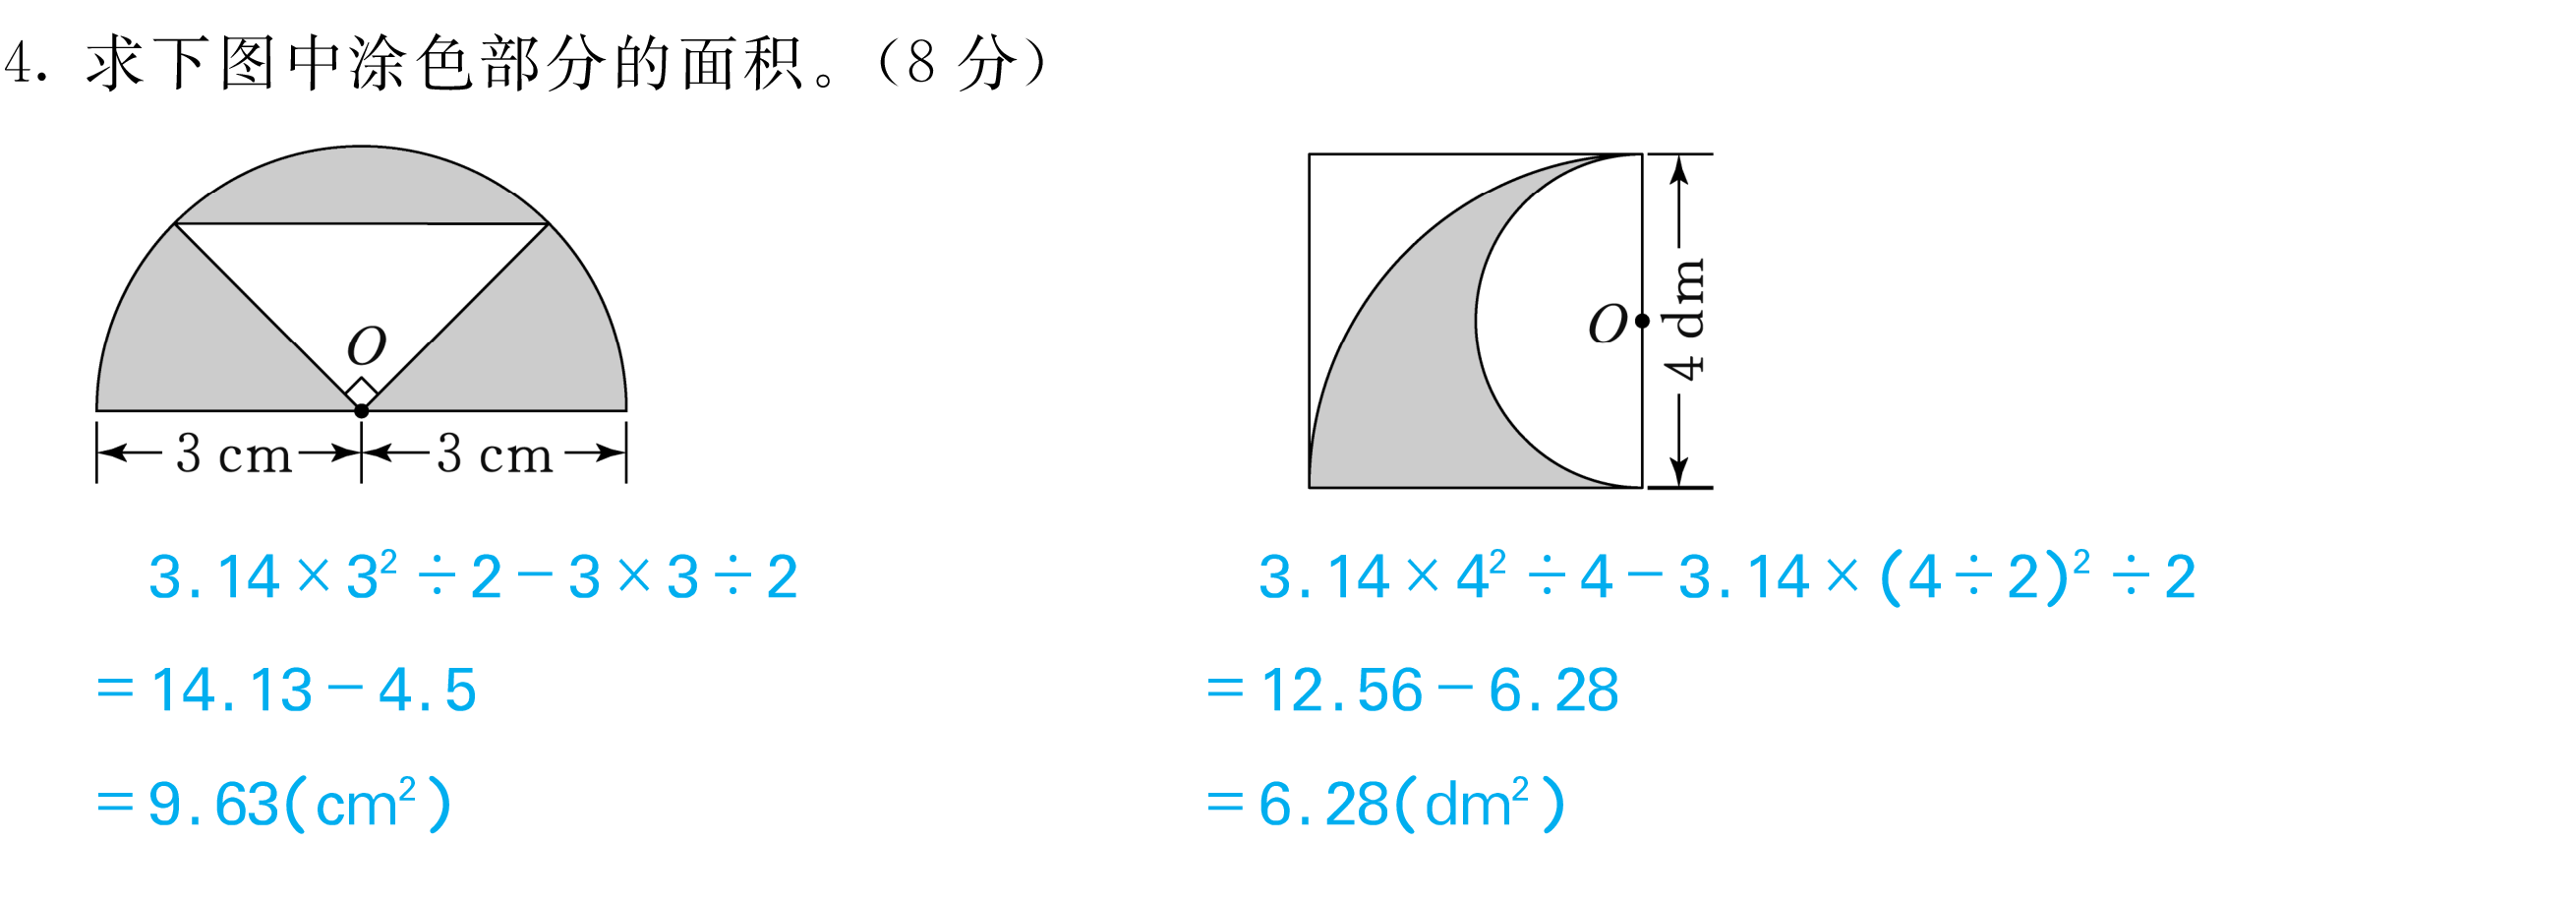 4. 求下图中涂色部分的面积。(8 分)
O
3 cm 3 cm
3.14×3²÷2-3×3÷2
=14.13-4.5
=9.63(cm²)
O
4 dm
3.14×4²÷4-3.14×(4÷2)²÷2
=12.56-6.28
=6.28(dm²)